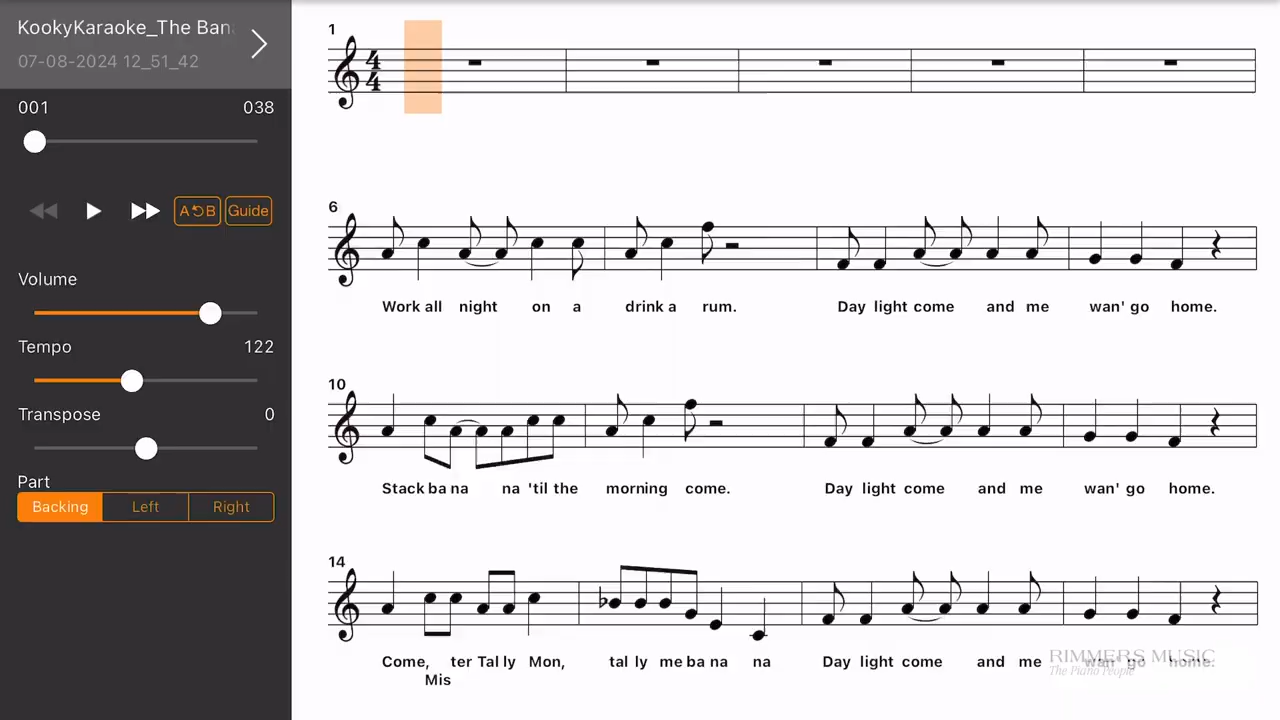 KookyKaraoke_The Ban
07-08-2024 12_51_42
001 038
A B Guide
Volume
Tempo 122
Transpose 0
Part
Backing Left Right
1
4
4
6
Work all night on a drink a rum. Day light come and me wan' go home.
10
Stack ba na na 'til the morning come. Day light come and me wan' go home.
14
Come, ter Tal ly Mon, tal ly me ba na na Day light come and me wan' go home.
Mis
RIMMERS MUSIC
The Piano People